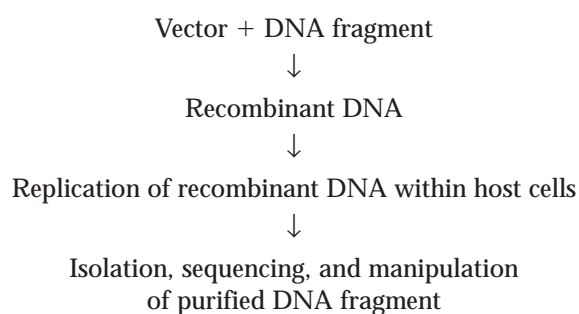 Vector + DNA fragment
↓
Recombinant DNA
↓
Replication of recombinant DNA within host cells
↓
Isolation, sequencing, and manipulation
of purified DNA fragment